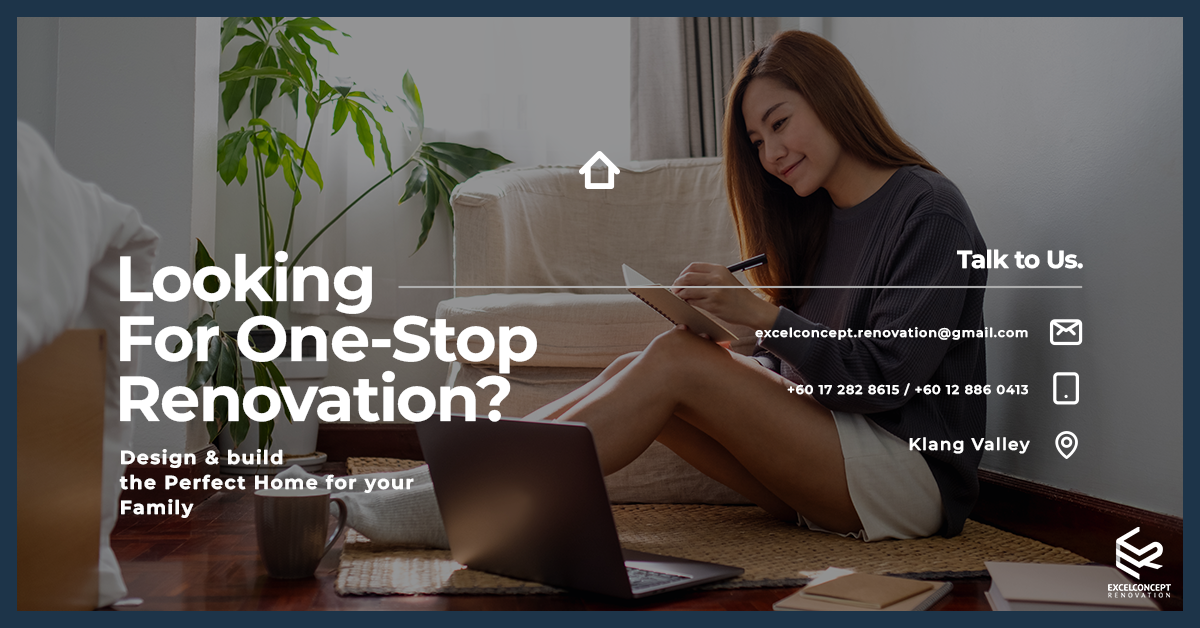 Looking
For One-Stop
Renovation?
Design & build
the Perfect Home for your
Family
Talk to Us.
excelconcept.renovation@gmail.com
+60 17 282 8615 / +60 12 886 0413
Klang Valley
EXCELCONCEPT
RENOVATION